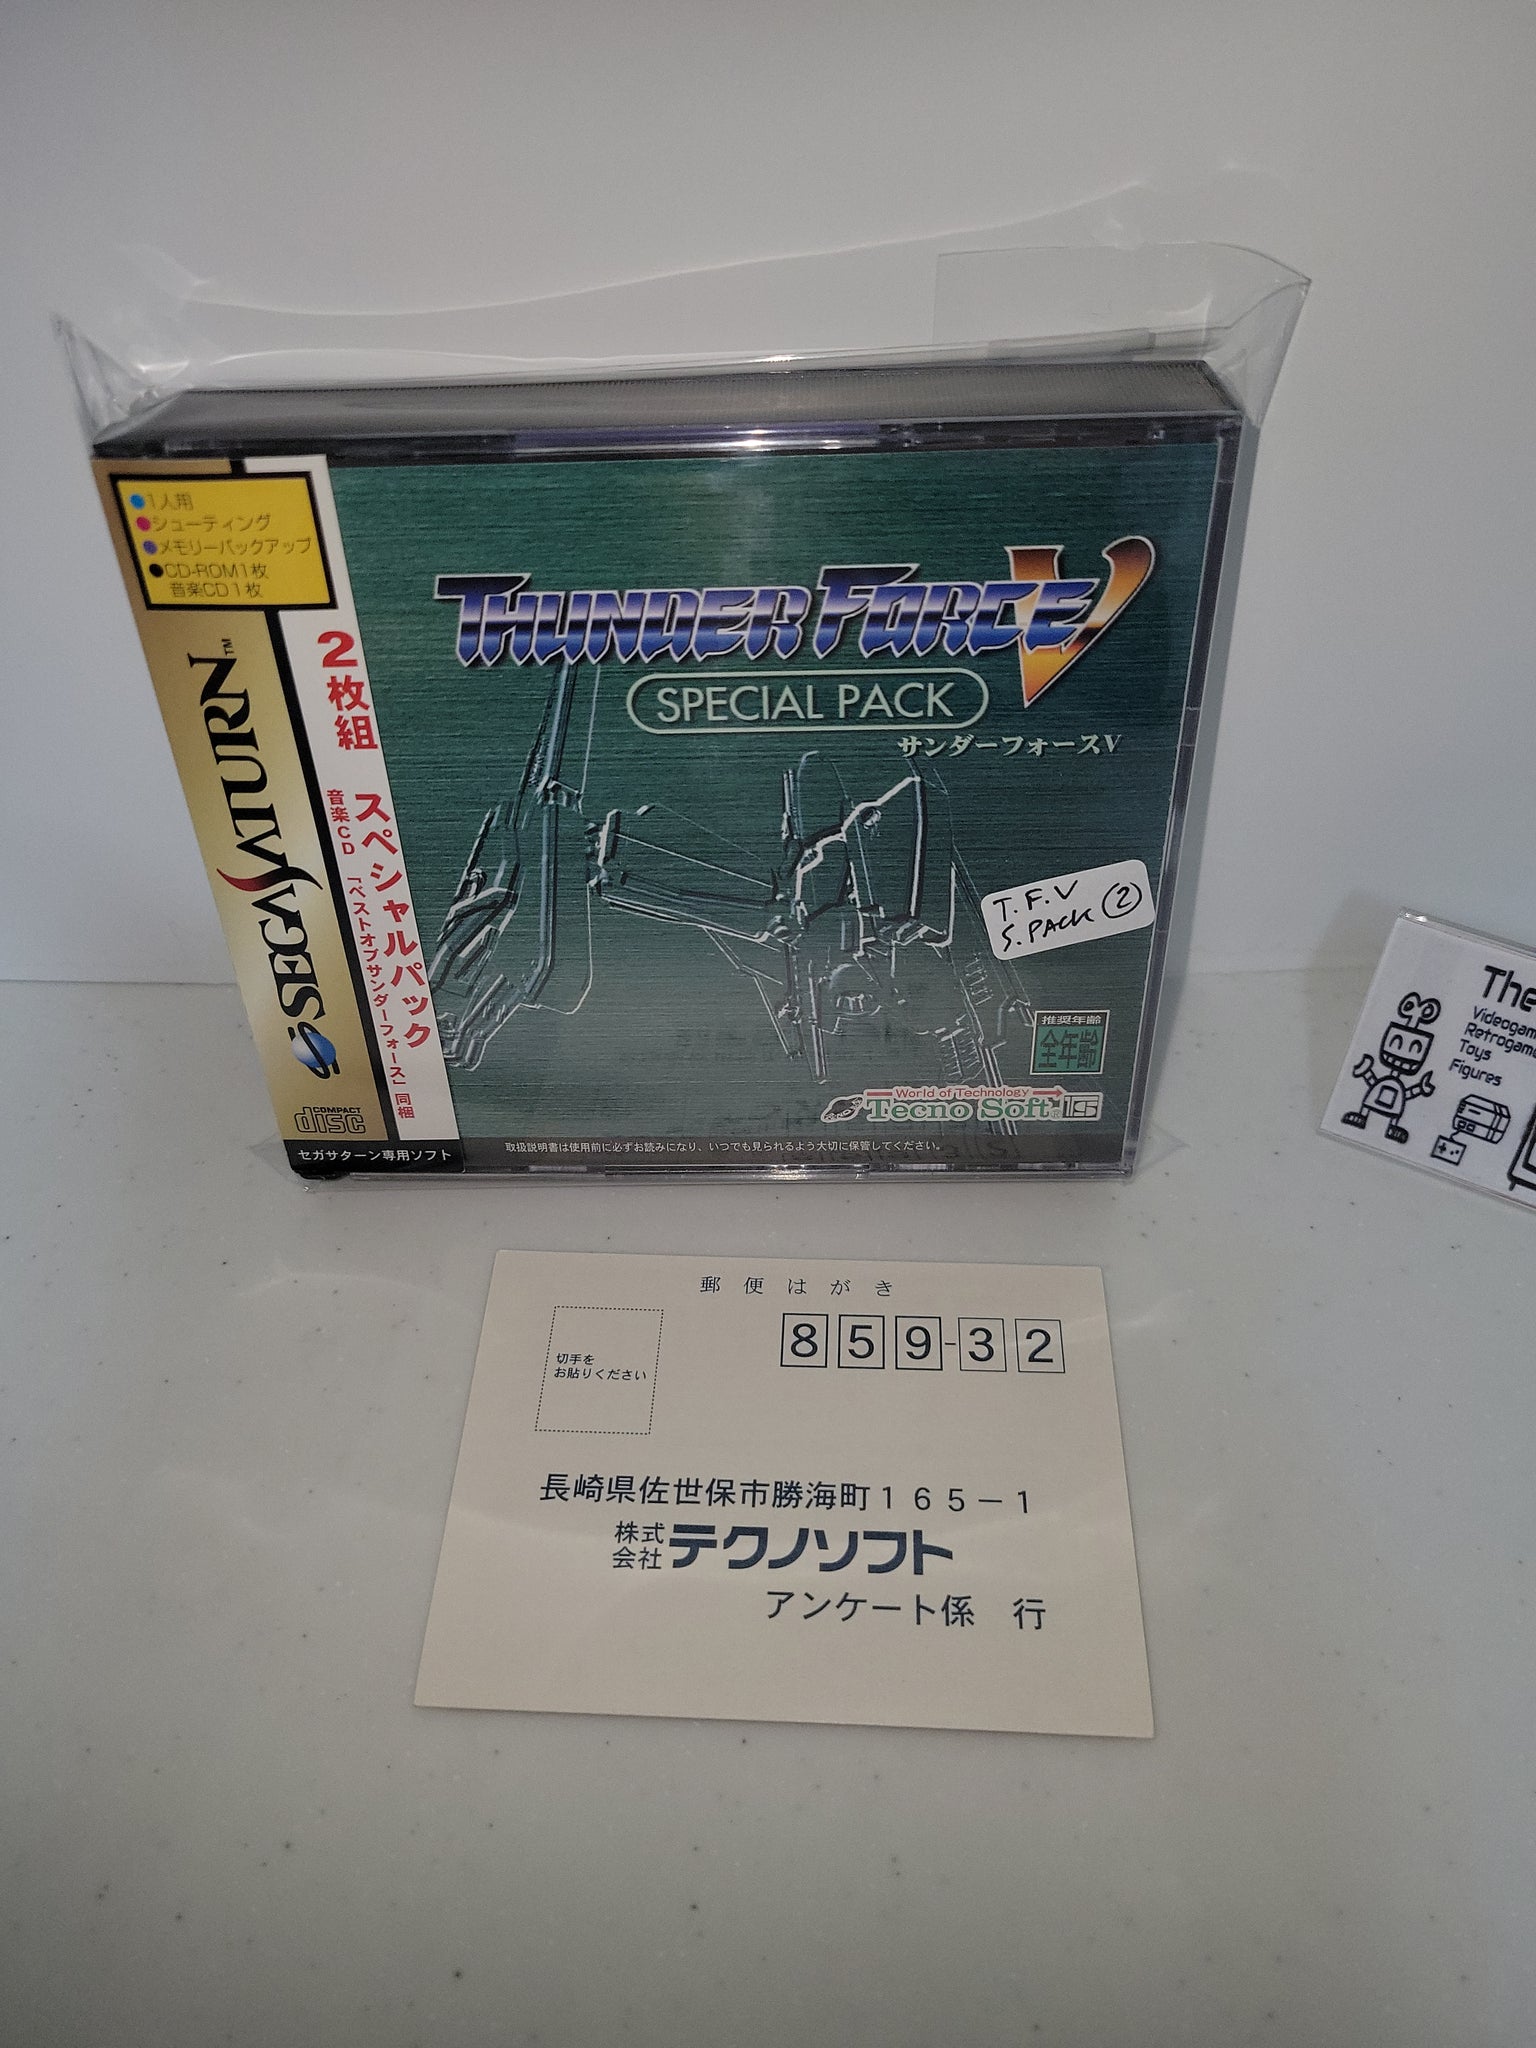 1人用
シューティング
メモリーバックアップ
CD-ROM1枚
音楽CD1枚
SEGA SATURN™
COMPACT
disc
セガサターン専用ソフト
2枚組 スペシャルパック
音楽CD「ベストオブサンダーフォース」同梱
THUNDER FORCE V
SPECIAL PACK
サンダーフォースV
T.F.V
S. PACK ②
推奨年齢
全年齢
World of Technology
Tecno Soft®
取扱説明書は使用前に必ずお読みになり、いつでも見られるよう大切に保管してください。
The
Videogam
Retrogame
Toys
Figures
郵便はがき
切手を
お貼りください
859-32
長崎県佐世保市勝海町165-1
株式会社テクノソフト
アンケート係 行